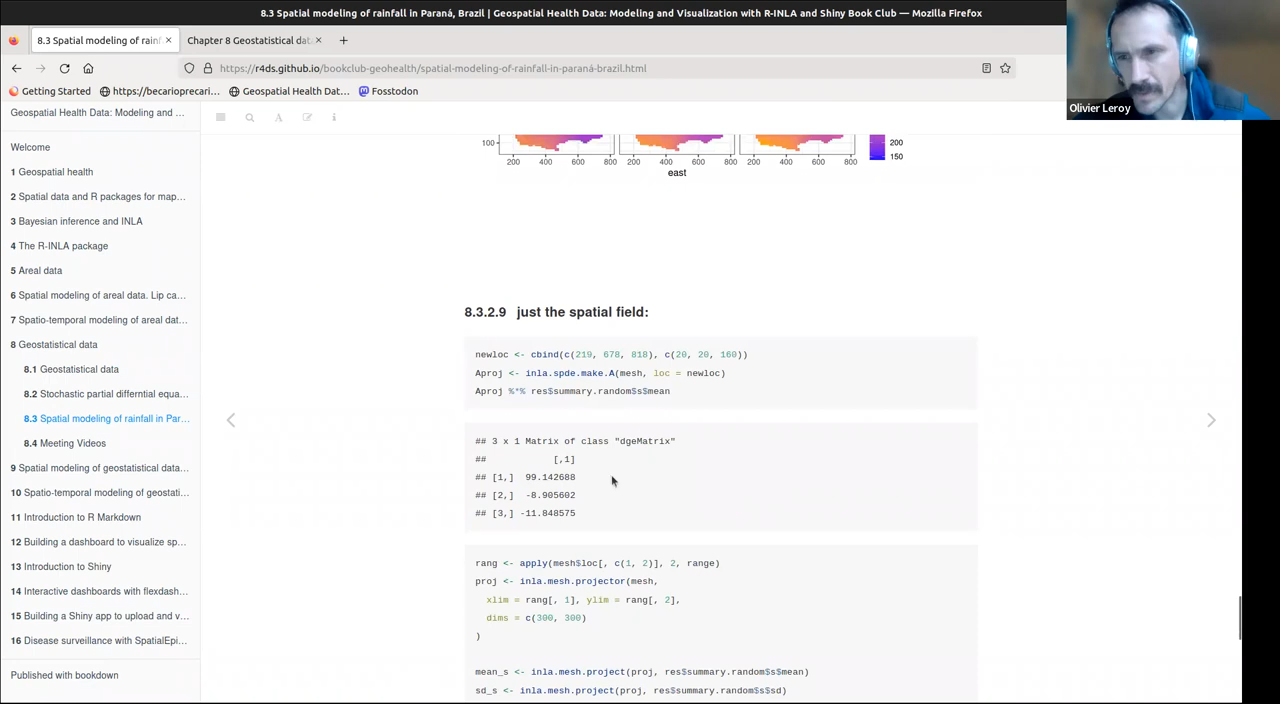 8.3 Spatial modeling of rainfall in Paraná, Brazil | Geospatial Health Data: Modeling and Visualization with R-INLA and Shiny Book Club — Mozilla Firefox
8.3 Spatial modeling of rainf
Chapter 8 Geostatistical dat
https://r4ds.github.io/bookclub-geohealth/spatial-modeling-of-rainfall-in-paraná-brazil.html
Getting Started
https://becarioprecari…
Geospatial Health Dat…
Fosstodon
Olivier Leroy
Geospatial Health Data: Modeling and …
Welcome
1 Geospatial health
2 Spatial data and R packages for map…
3 Bayesian inference and INLA
4 The R-INLA package
5 Areal data
6 Spatial modeling of areal data. Lip ca…
7 Spatio-temporal modeling of areal dat…
8 Geostatistical data
8.1 Geostatistical data
8.2 Stochastic partial differntial equa…
8.3 Spatial modeling of rainfall in Par…
8.4 Meeting Videos
9 Spatial modeling of geostatistical data…
10 Spatio-temporal modeling of geostati…
11 Introduction to R Markdown
12 Building a dashboard to visualize sp…
13 Introduction to Shiny
14 Interactive dashboards with flexdash…
15 Building a Shiny app to upload and v…
16 Disease surveillance with SpatialEpi…
Published with bookdown
100
200
150
200 400 600 800 200 400 600 800 200 400 600 800
east
8.3.2.9 just the spatial field:
newloc <- cbind(c(219, 678, 818), c(20, 20, 160))
Aproj <- inla.spde.make.A(mesh, loc = newloc)
Aproj %*% res$summary.random$s$mean
## 3 x 1 Matrix of class "dgeMatrix"
## [,1]
## [1,] 99.142688
## [2,] -8.905602
## [3,] -11.848575
rang <- apply(mesh$loc[, c(1, 2)], 2, range)
proj <- inla.mesh.projector(mesh,
xlim = rang[, 1], ylim = rang[, 2],
dims = c(300, 300)
)
mean_s <- inla.mesh.project(proj, res$summary.random$s$mean)
sd_s <- inla.mesh.project(proj, res$summary.random$s$sd)